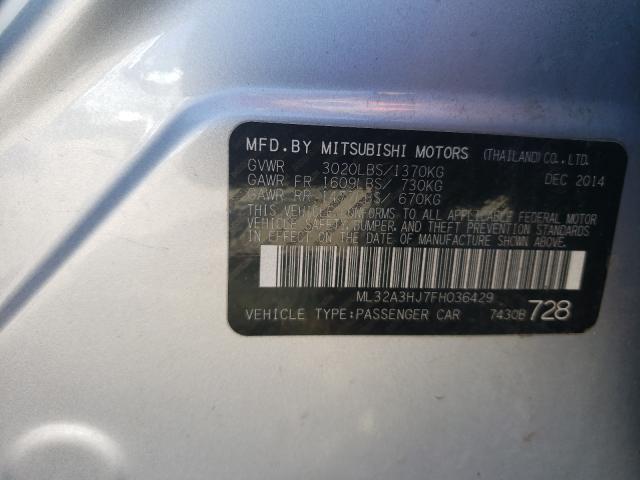 MFD.BY MITSUBISHI MOTORS (THAILAND) CO.,LTD.
GVWR 3020LBS/1370KG DEC 2014
GAWR FR 1609LBS/ 730KG
GAWR RR 670KG
THIS VEHICLE CONFORMS TO ALL APPLICABLE FEDERAL MOTOR
VEHICLE SAFETY, BUMPER, AND THEFT PREVENTION STANDARDS
IN EFFECT ON THE DATE OF MANUFACTURE SHOWN ABOVE.
ML32A3HJ7FH036429
VEHICLE TYPE:PASSENGER CAR 7430B 728